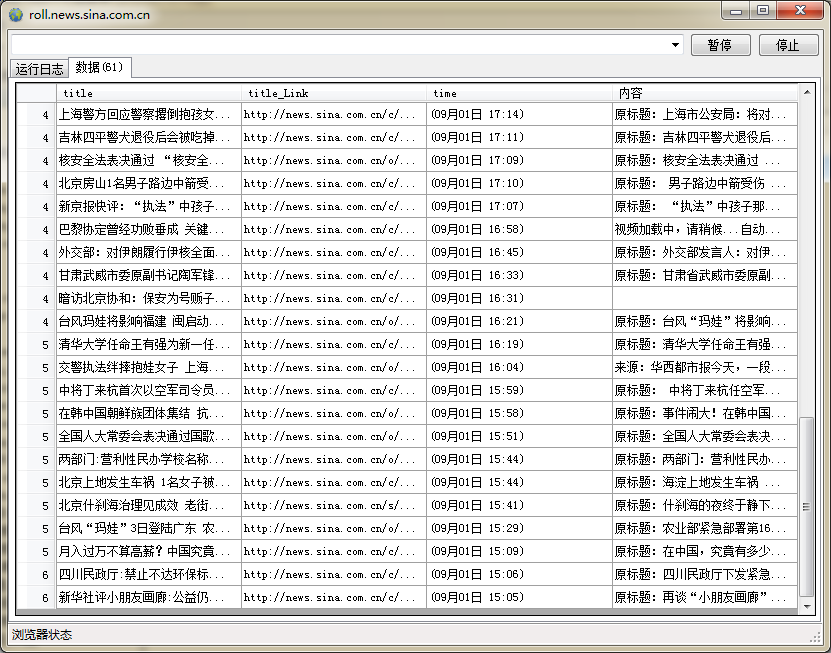 roll.news.sina.com.cn
暂停 停止
运行日志 数据(61)
title title_Link time 内容
4 上海警方回应警察撂倒抱孩女... http://news.sina.com.cn/c/... (09月01日 17:14) 原标题：上海市公安局：将对...
4 吉林四平警犬退役后会被吃掉... http://news.sina.com.cn/c/... (09月01日 17:11) 原标题：吉林四平警犬退役后...
4 核安全法表决通过 “核安全... http://news.sina.com.cn/o/... (09月01日 17:09) 原标题：核安全法表决通过 ...
4 北京房山1名男子路边中箭受... http://news.sina.com.cn/c/... (09月01日 17:10) 原标题： 男子路边中箭受伤 ...
4 新京报快评：“执法”中孩子... http://news.sina.com.cn/c/... (09月01日 17:07) 原标题： “执法”中孩子那...
4 巴黎协定曾经功败垂成 关键... http://news.sina.com.cn/o/... (09月01日 16:58) 视频加载中，请稍候...自动...
4 外交部：对伊朗履行伊核全面... http://news.sina.com.cn/o/... (09月01日 16:45) 原标题：外交部发言人：对伊...
4 甘肃武威市委原副书记陶军锋... http://news.sina.com.cn/c/... (09月01日 16:33) 原标题：甘肃省武威市委原副...
4 暗访北京协和：保安为号贩子... http://news.sina.com.cn/c/... (09月01日 16:31)
4 台风玛娃将影响福建 闽启动... http://news.sina.com.cn/o/... (09月01日 16:21) 原标题：台风“玛娃”将影响...
5 清华大学任命王有强为新一任... http://news.sina.com.cn/o/... (09月01日 16:19) 原标题：清华大学任命王有强...
5 交警执法绊摔抱娃女子 上海... http://news.sina.com.cn/o/... (09月01日 16:04) 来源：华西都市报今天，一段...
5 中将丁来杭首次以空军司令员... http://news.sina.com.cn/c/... (09月01日 15:59) 原标题： 中将丁来杭任空军...
5 在韩中国朝鲜族团体集结 抗... http://news.sina.com.cn/o/... (09月01日 15:58) 原标题：事件闹大！在韩中国...
5 全国人大常委会表决通过国歌... http://news.sina.com.cn/o/... (09月01日 15:51) 原标题：全国人大常委会表决...
5 两部门:营利性民办学校名称... http://news.sina.com.cn/o/... (09月01日 15:44) 原标题：两部门：营利性民办...
5 北京上地发生车祸 1名女子被... http://news.sina.com.cn/c/... (09月01日 15:44) 原标题：海淀上地发生车祸 ...
5 北京什刹海治理见成效 老街... http://news.sina.com.cn/s/... (09月01日 15:41) 原标题：什刹海的夜终于静下...
5 台风“玛娃”3日登陆广东 农... http://news.sina.com.cn/o/... (09月01日 15:29) 原标题：农业部紧急部署第16...
5 月入过万不算高薪？中国究竟... http://news.sina.com.cn/c/... (09月01日 15:09) 原标题：在中国，究竟有多少...
6 四川民政厅:禁止不达环保标... http://news.sina.com.cn/c/... (09月01日 15:06) 原标题：四川民政厅下发紧急...
6 新华社评小朋友画廊:公益仍... http://news.sina.com.cn/c/... (09月01日 15:05) 原标题：再谈“小朋友画廊”...
浏览器状态